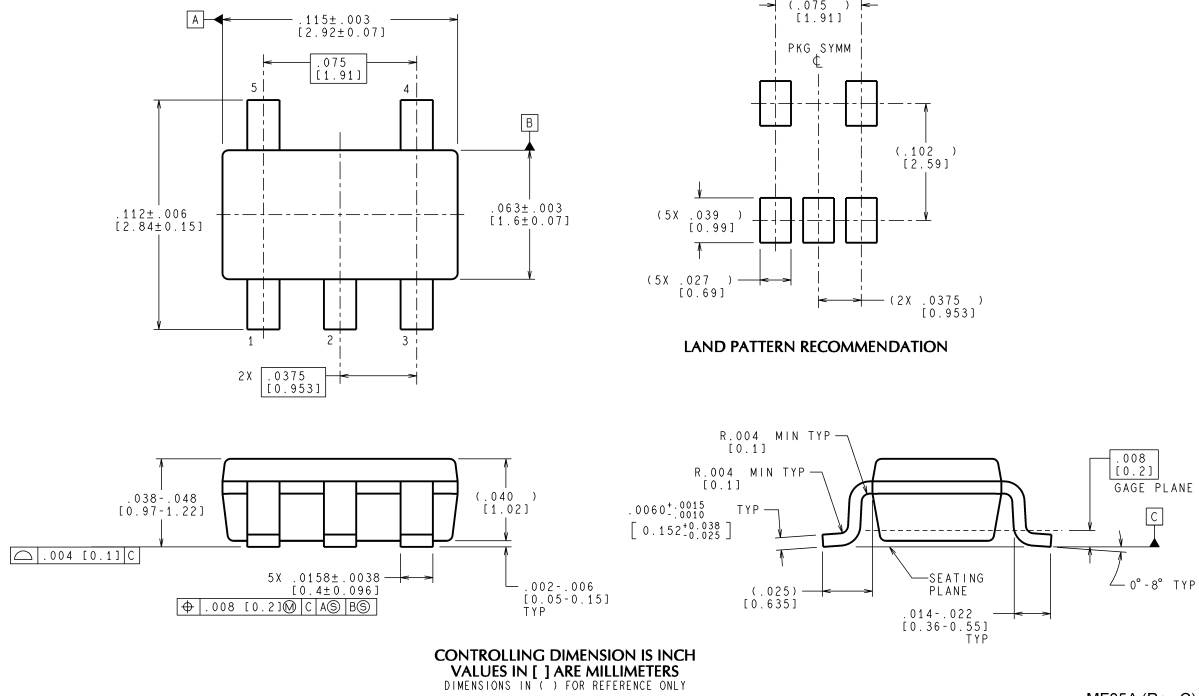 A
.115±.003
[2.92±0.07]
.075
[1.91]
5
4
B
.112±.006
[2.84±0.15]
.063±.003
[1.6±0.07]
1
2
3
2X .0375
[0.953]
(.075 )
[1.91]
PKG SYMM
℄
(.102 )
[2.59]
(5X .039 )
[0.99]
(5X .027 )
[0.69]
(2X .0375 )
[0.953]
LAND PATTERN RECOMMENDATION
.038-.048
[0.97-1.22]
(.040 )
[1.02]
⌓ .004 [0.1] C
5X .0158±.0038
[0.4±0.096]
⌖ .008 [0.2]Ⓜ C AⓈ BⓈ
.002-.006
[0.05-0.15]
TYP
R.004 MIN TYP
[0.1]
R.004 MIN TYP
[0.1]
.0060+.0015 -.0010 TYP
[0.152+0.038 -0.025]
.008
[0.2]
GAGE PLANE
C
(.025)
[0.635]
SEATING
PLANE
0°-8° TYP
.014-.022
[0.36-0.55]
TYP
CONTROLLING DIMENSION IS INCH
VALUES IN [ ] ARE MILLIMETERS
DIMENSIONS IN ( ) FOR REFERENCE ONLY